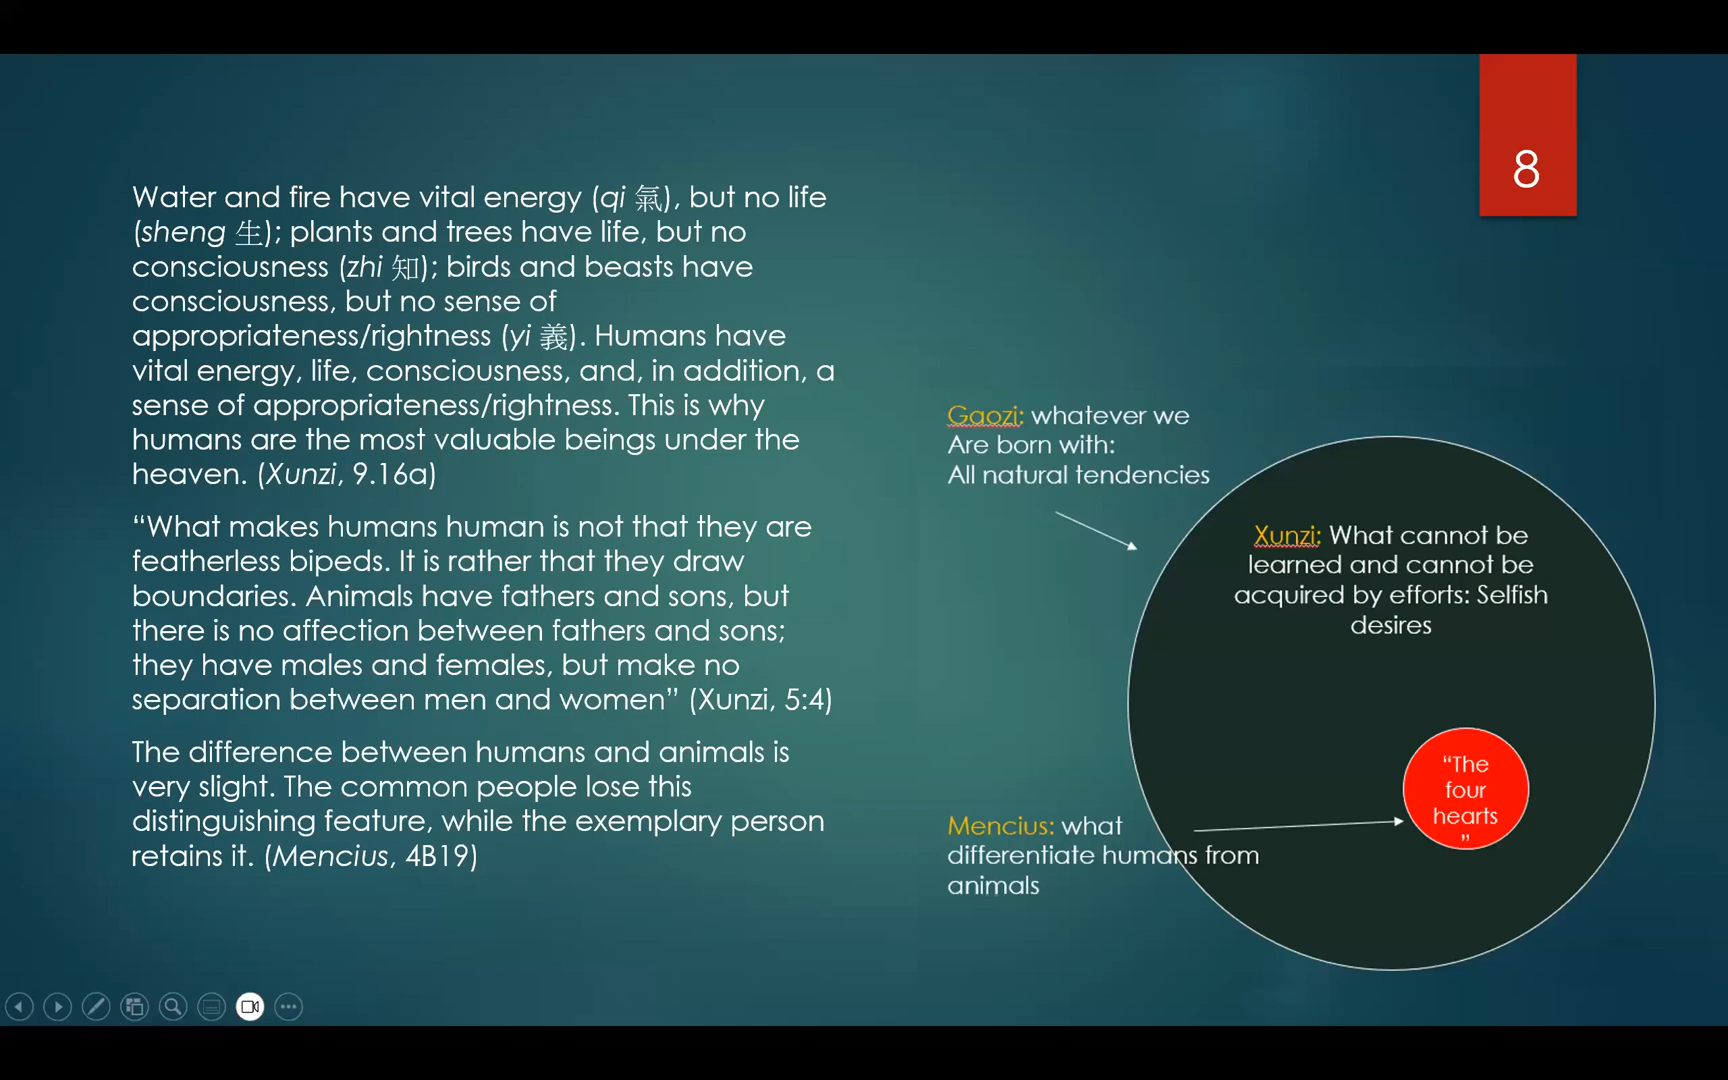 8
Water and fire have vital energy (qi 氣), but no life
(sheng 生); plants and trees have life, but no
consciousness (zhi 知); birds and beasts have
consciousness, but no sense of
appropriateness/rightness (yi 義). Humans have
vital energy, life, consciousness, and, in addition, a
sense of appropriateness/rightness. This is why
humans are the most valuable beings under the
heaven. (Xunzi, 9.16a)
“What makes humans human is not that they are
featherless bipeds. It is rather that they draw
boundaries. Animals have fathers and sons, but
there is no affection between fathers and sons;
they have males and females, but make no
separation between men and women” (Xunzi, 5:4)
The difference between humans and animals is
very slight. The common people lose this
distinguishing feature, while the exemplary person
retains it. (Mencius, 4B19)
Gaozi: whatever we
Are born with:
All natural tendencies
Xunzi: What cannot be
learned and cannot be
acquired by efforts: Selfish
desires
“The
four
hearts
”
Mencius: what
differentiate humans from
animals